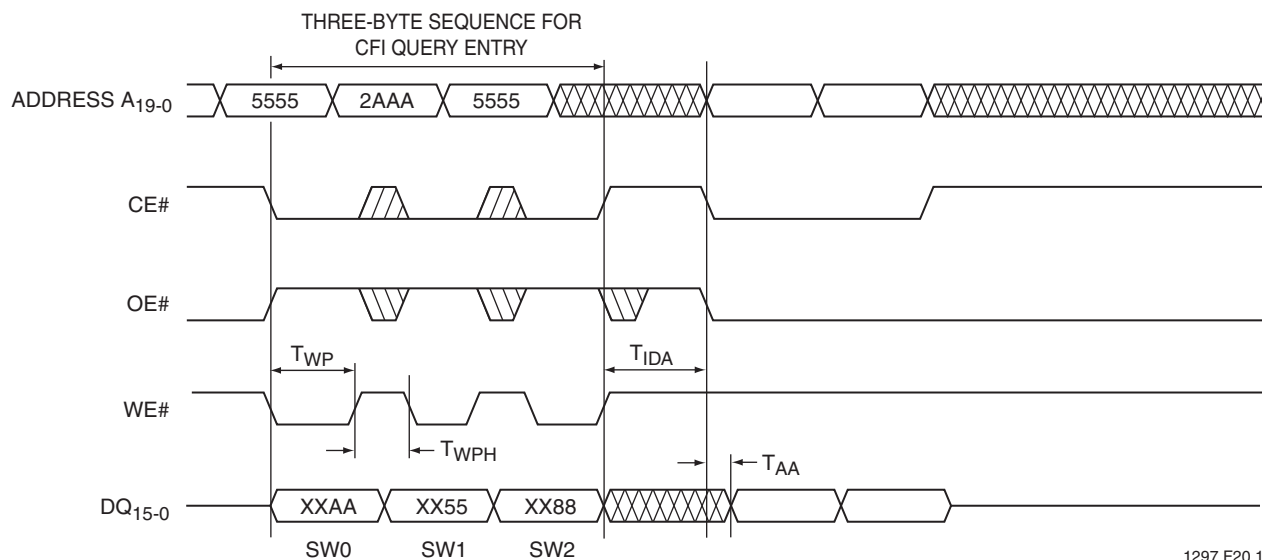 THREE-BYTE SEQUENCE FOR
CFI QUERY ENTRY
ADDRESS A19-0
5555 2AAA 5555
CE#
OE#
TWP TIDA
WE#
TWPH
TAA
DQ15-0
XXAA XX55 XX88
SW0 SW1 SW2
1297 F20.1